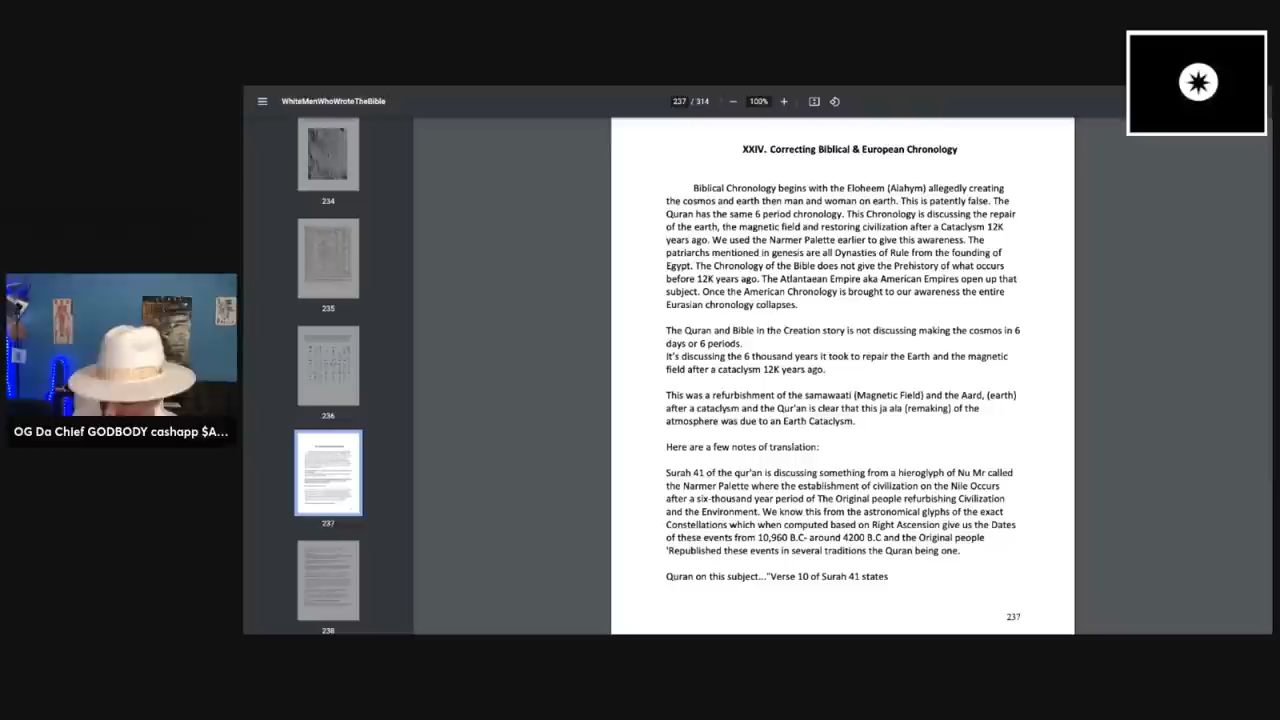 WhiteMenWhoWroteTheBible
237 / 314
100%
234
235
236
237
238
XXIV. Correcting Biblical & European Chronology
Biblical Chronology begins with the Eloheem (Alahym) allegedly creating
the cosmos and earth then man and woman on earth. This is patently false. The
Quran has the same 6 period chronology. This Chronology is discussing the repair
of the earth, the magnetic field and restoring civilization after a Cataclysm 12K
years ago. We used the Narmer Palette earlier to give this awareness. The
patriarchs mentioned in genesis are all Dynasties of Rule from the founding of
Egypt. The Chronology of the Bible does not give the Prehistory of what occurs
before 12K years ago. The Atlantaean Empire aka American Empires open up that
subject. Once the American Chronology is brought to our awareness the entire
Eurasian chronology collapses.
The Quran and Bible in the Creation story is not discussing making the cosmos in 6
days or 6 periods.
It's discussing the 6 thousand years it took to repair the Earth and the magnetic
field after a cataclysm 12K years ago.
This was a refurbishment of the samawaati (Magnetic Field) and the Aard, (earth)
after a cataclysm and the Qur'an is clear that this ja ala (remaking) of the
atmosphere was due to an Earth Cataclysm.
Here are a few notes of translation:
Surah 41 of the qur'an is discussing something from a hieroglyph of Nu Mr called
the Narmer Palette where the establishment of civilization on the Nile Occurs
after a six-thousand year period of The Original people refurbishing Civilization
and the Environment. We know this from the astronomical glyphs of the exact
Constellations which when computed based on Right Ascension give us the Dates
of these events from 10,960 B.C- around 4200 B.C and the Original people
'Republished these events in several traditions the Quran being one.
Quran on this subject..."Verse 10 of Surah 41 states
237
OG Da Chief GODBODY cashapp $A...